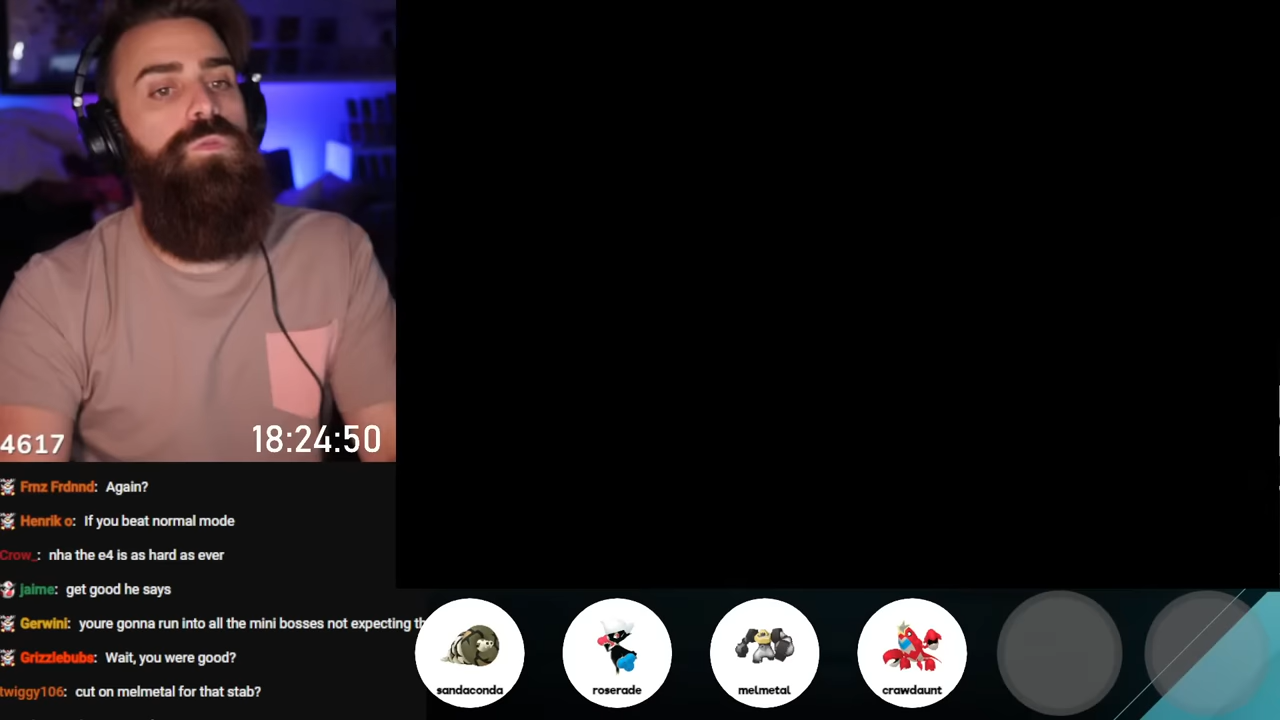 4617
18:24:50
Frnz Frdnnd: Again?
Henrik o: If you beat normal mode
Crow_: nha the e4 is as hard as ever
jaime: get good he says
Gerwini: youre gonna run into all the mini bosses not expecting th
Grizzlebubs: Wait, you were good?
twiggy106: cut on melmetal for that stab?
sandaconda
roserade
melmetal
crawdaunt